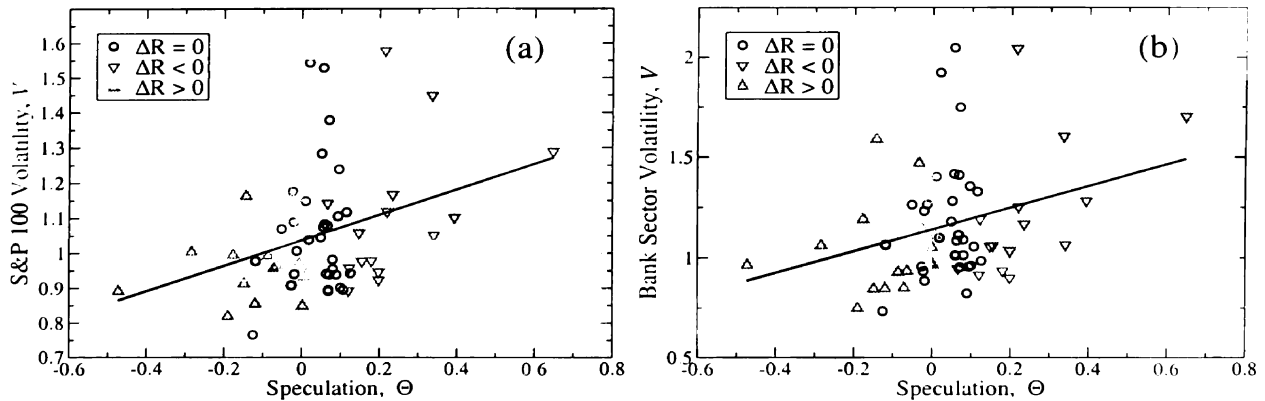 (a)
ΔR = 0
ΔR < 0
ΔR > 0
S&P 100 Volatility, V
1.6
1.5
1.4
1.3
1.2
1.1
1
0.9
0.8
0.7
-0.6 -0.4 -0.2 0 0.2 0.4 0.6 0.8
Speculation, Θ
(b)
ΔR = 0
ΔR < 0
ΔR > 0
Bank Sector Volatility, V
2
1.5
1
0.5
-0.6 -0.4 -0.2 0 0.2 0.4 0.6 0.8
Speculation, Θ